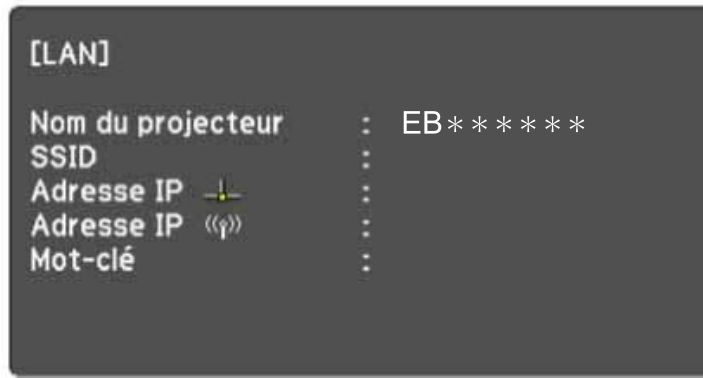 [LAN]
Nom du projecteur : EB******
SSID :
Adresse IP :
Adresse IP :
Mot-clé :